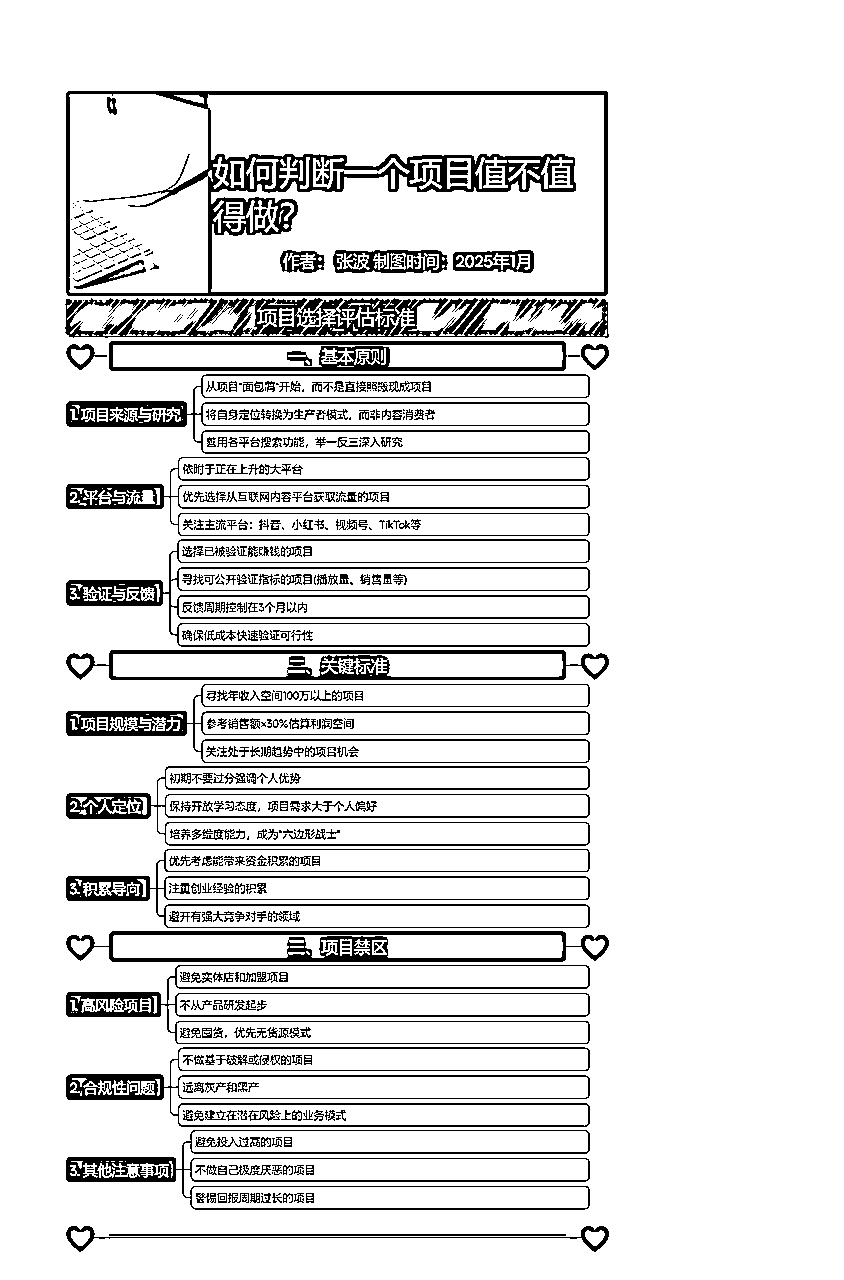 如何判断一个项目值不值
得做?
作者: 张波 制图时间: 2025年1月
项目选择评估标准
一、基本原则
1.项目来源与研究
从项目"面包屑"开始，而不是直接照搬现成项目
将自身定位转换为生产者模式，而非内容消费者
善用各平台搜索功能，举一反三深入研究
2.平台与流量
依附于正在上升的大平台
优先选择从互联网内容平台获取流量的项目
关注主流平台：抖音、小红书、视频号、TikTok等
3.验证与反馈
选择已被验证能赚钱的项目
寻找可公开验证指标的项目(播放量、销售量等)
反馈周期控制在3个月以内
确保低成本快速验证可行性
二、关键标准
1.项目规模与潜力
寻找年收入空间100万以上的项目
参考销售额×30%估算利润空间
关注处于长期趋势中的项目机会
2.个人定位
初期不要过分强调个人优势
保持开放学习态度，项目需求大于个人偏好
培养多维度能力，成为"六边形战士"
3.积累导向
优先考虑能带来资金积累的项目
注重创业经验的积累
避开有强大竞争对手的领域
三、项目禁区
1.高风险项目
避免实体店和加盟项目
不从产品研发起步
避免囤货，优先无货源模式
2.合规性问题
不做基于破解或侵权的项目
远离灰产和黑产
避免建立在潜在风险上的业务模式
3.其他注意事项
避免投入过高的项目
不做自己极度厌恶的项目
警惕回报周期过长的项目